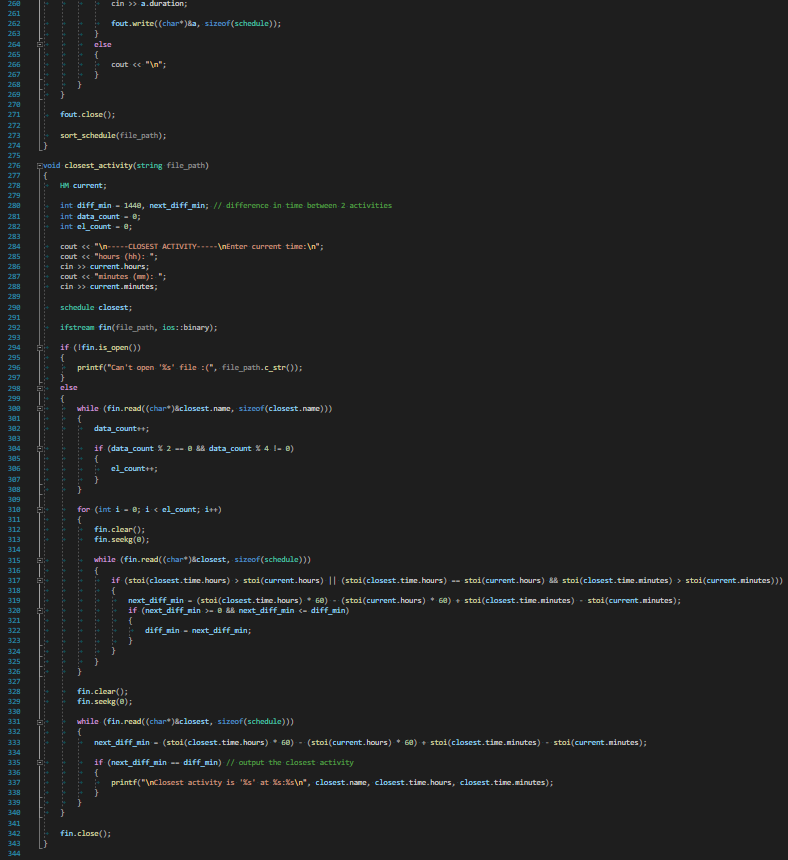 260 cin >> a.duration;
261
262 fout.write((char*)&a, sizeof(schedule));
263 }
264 else
265 {
266 cout << "\n";
267 }
268 }
269 }
270
271 fout.close();
272
273 sort_schedule(file_path);
274 }
275
276 void closest_activity(string file_path)
277 {
278 HM current;
279
280 int diff_min = 1440, next_diff_min; // difference in time between 2 activities
281 int data_count = 0;
282 int el_count = 0;
283
284 cout << "\n-----CLOSEST ACTIVITY-----\nEnter current time:\n";
285 cout << "hours (hh): ";
286 cin >> current.hours;
287 cout << "minutes (mm): ";
288 cin >> current.minutes;
289
290 schedule closest;
291
292 ifstream fin(file_path, ios::binary);
293
294 if (!fin.is_open())
295 {
296 printf("Can't open '%s' file :(", file_path.c_str());
297 }
298 else
299 {
300 while (fin.read((char*)&closest.name, sizeof(closest.name)))
301 {
302 data_count++;
303
304 if (data_count % 2 == 0 && data_count % 4 != 0)
305 {
306 el_count++;
307 }
308 }
309
310 for (int i = 0; i < el_count; i++)
311 {
312 fin.clear();
313 fin.seekg(0);
314
315 while (fin.read((char*)&closest, sizeof(schedule)))
316 {
317 if (stoi(closest.time.hours) > stoi(current.hours) || (stoi(closest.time.hours) == stoi(current.hours) && stoi(closest.time.minutes) > stoi(current.minutes)))
318 {
319 next_diff_min = (stoi(closest.time.hours) * 60) - (stoi(current.hours) * 60) + stoi(closest.time.minutes) - stoi(current.minutes);
320 if (next_diff_min >= 0 && next_diff_min <= diff_min)
321 {
322 diff_min = next_diff_min;
323 }
324 }
325 }
326 }
327
328 fin.clear();
329 fin.seekg(0);
330
331 while (fin.read((char*)&closest, sizeof(schedule)))
332 {
333 next_diff_min = (stoi(closest.time.hours) * 60) - (stoi(current.hours) * 60) + stoi(closest.time.minutes) - stoi(current.minutes);
334
335 if (next_diff_min == diff_min) // output the closest activity
336 {
337 printf("\nClosest activity is '%s' at %s:%s\n", closest.name, closest.time.hours, closest.time.minutes);
338 }
339 }
340 }
341
342 fin.close();
343 }
344